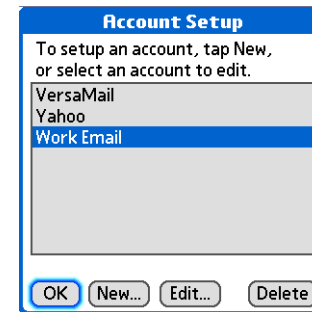 Account Setup
To setup an account, tap New,
or select an account to edit.
VersaMail
Yahoo
Work Email
OK New... Edit... Delete